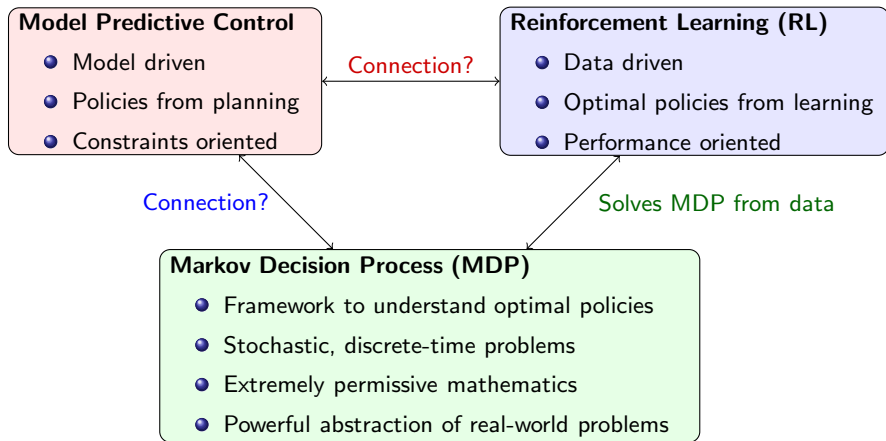 Model Predictive Control
Model driven
Policies from planning
Constraints oriented
Connection?
Reinforcement Learning (RL)
Data driven
Optimal policies from learning
Performance oriented
Connection?
Solves MDP from data
Markov Decision Process (MDP)
Framework to understand optimal policies
Stochastic, discrete-time problems
Extremely permissive mathematics
Powerful abstraction of real-world problems